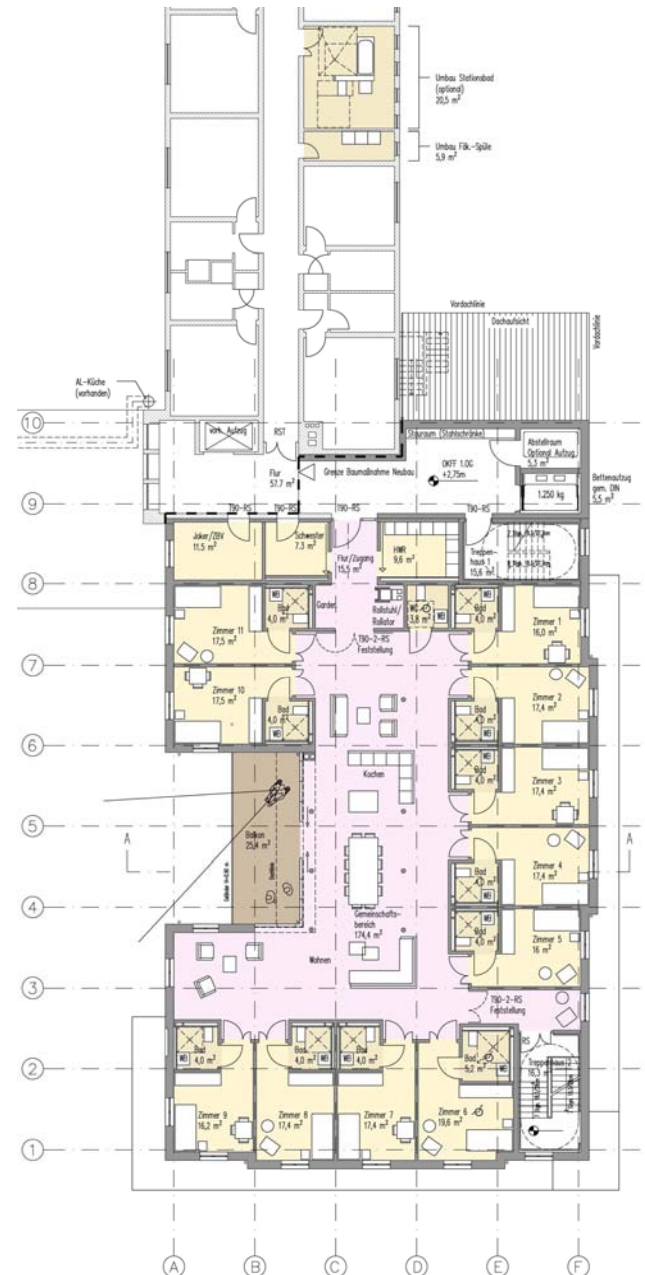 Umbau Stationsbad
(optional)
20,5 m²
Umbau Fäk.-Spüle
5,9 m²
Vordachlinie
Dachaufsicht
Vordachlinie
AL-Küche
(vorhanden)
10
vorh. Aufzug
RST
Stauraum (Stahlschränke)
Abstellraum
Optional Aufzug
5,3 m²
Flur
57,7 m²
Grenze Baumaßnahme Neubau
OKFF 1.OG
+2,75m
Bettenaufzug
gem. DIN
5,5 m²
1.250 kg
9
T90-RS
T90-RS
T90-RS
T90-RS
Joker/ZBV
11,5 m²
Schwester
7,3 m²
Flur/Zugang
15,5 m²
HWR
9,6 m²
Treppen-
haus 1
15,6 m²
8
Zimmer 11
17,5 m²
Bad
4,0 m²
Garder.
Rollstuhl/
Rollator
WC
3,8 m²
Bad
4,0 m²
Zimmer 1
16,0 m²
T90-2-RS
Feststellung
7
Zimmer 10
17,5 m²
Bad
4,0 m²
Bad
4,0 m²
Zimmer 2
17,4 m²
6
Kochen
Bad
4,0 m²
Zimmer 3
17,4 m²
5
Balkon
25,4 m²
A
A
Bad
4,0 m²
Zimmer 4
17,4 m²
4
Gemeinschafts-
bereich
174,4 m²
Bad
4,0 m²
Zimmer 5
16 m²
Wohnen
3
T90-2-RS
Feststellung
RS
Bad
4,0 m²
Bad
4,0 m²
Bad
4,0 m²
Bad
5,2 m²
Treppenhaus 2
16,3 m²
2
Zimmer 9
16,2 m²
Zimmer 8
17,4 m²
Zimmer 7
17,4 m²
Zimmer 6
19,6 m²
1
A
B
C
D
E
F